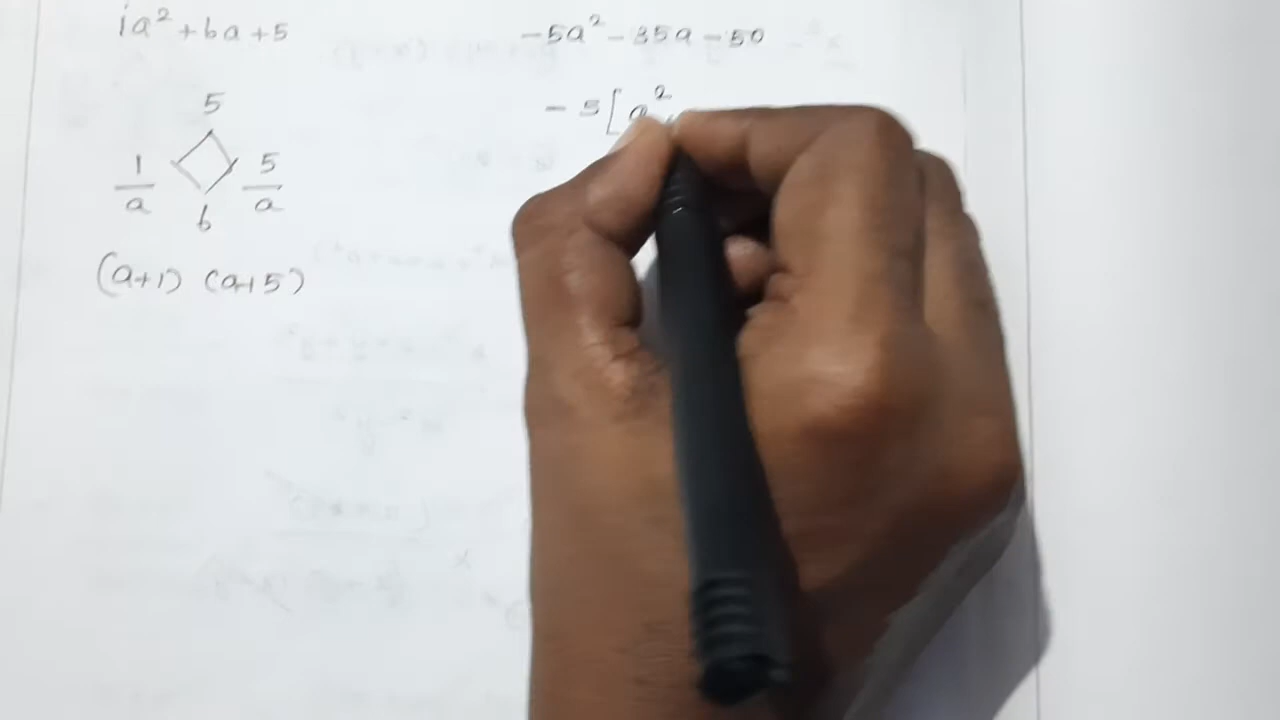 1a² + 6a + 5
5
1 5
a a
6
(a+1) (a+5)
-5a² - 35a - 50
- 5 [ a²